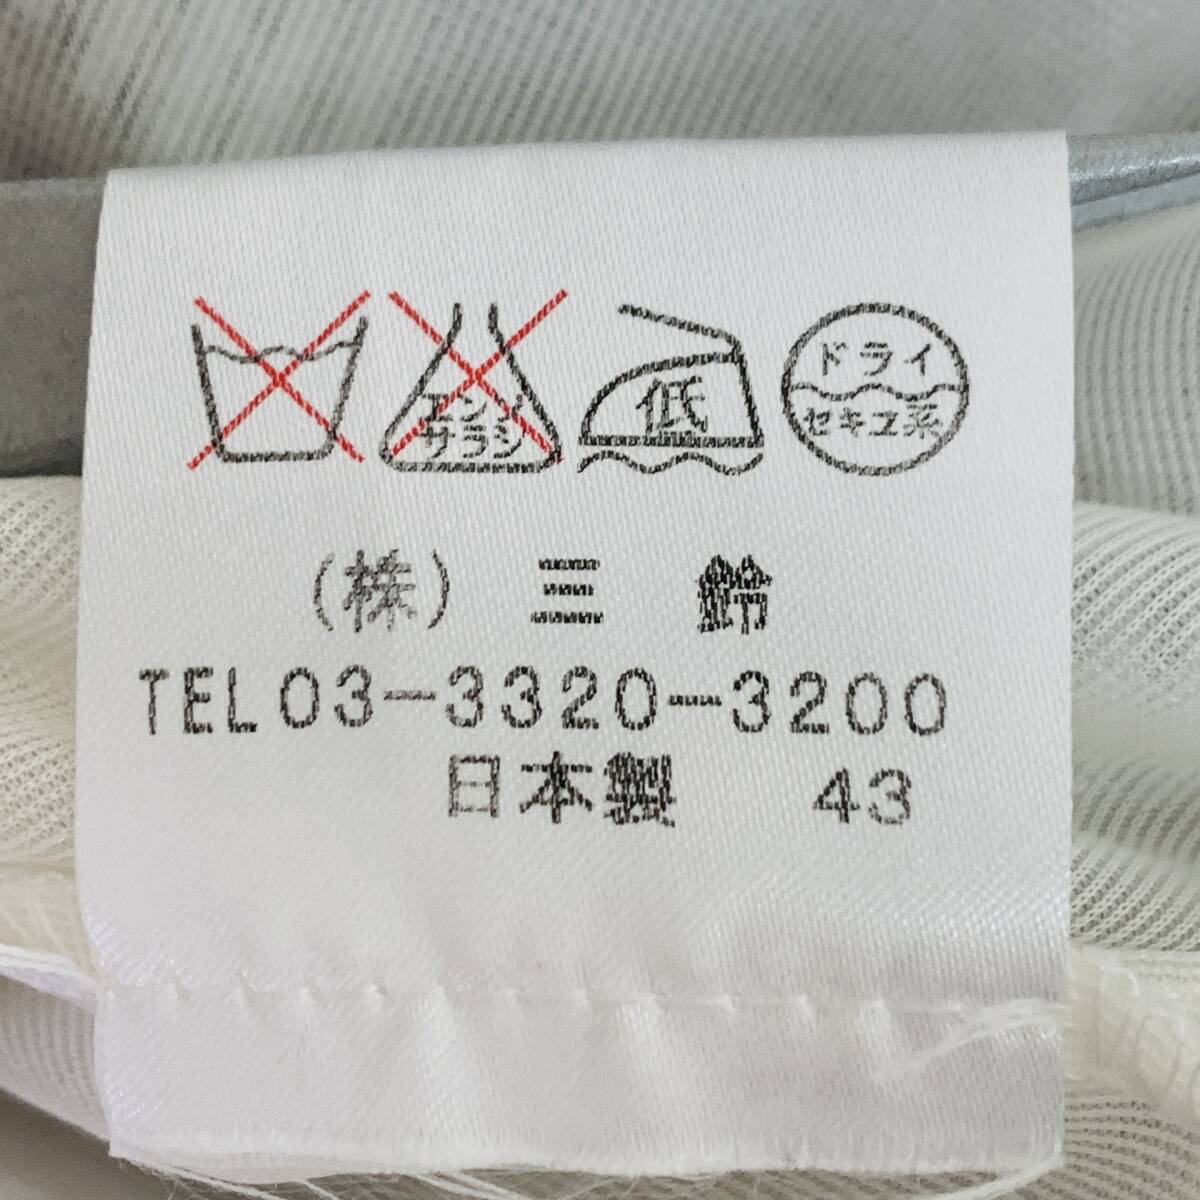 エンソ サラシ 低 ドライ セキユ系
(株) 三 鈴
TEL03-3320-3200
日本製 43